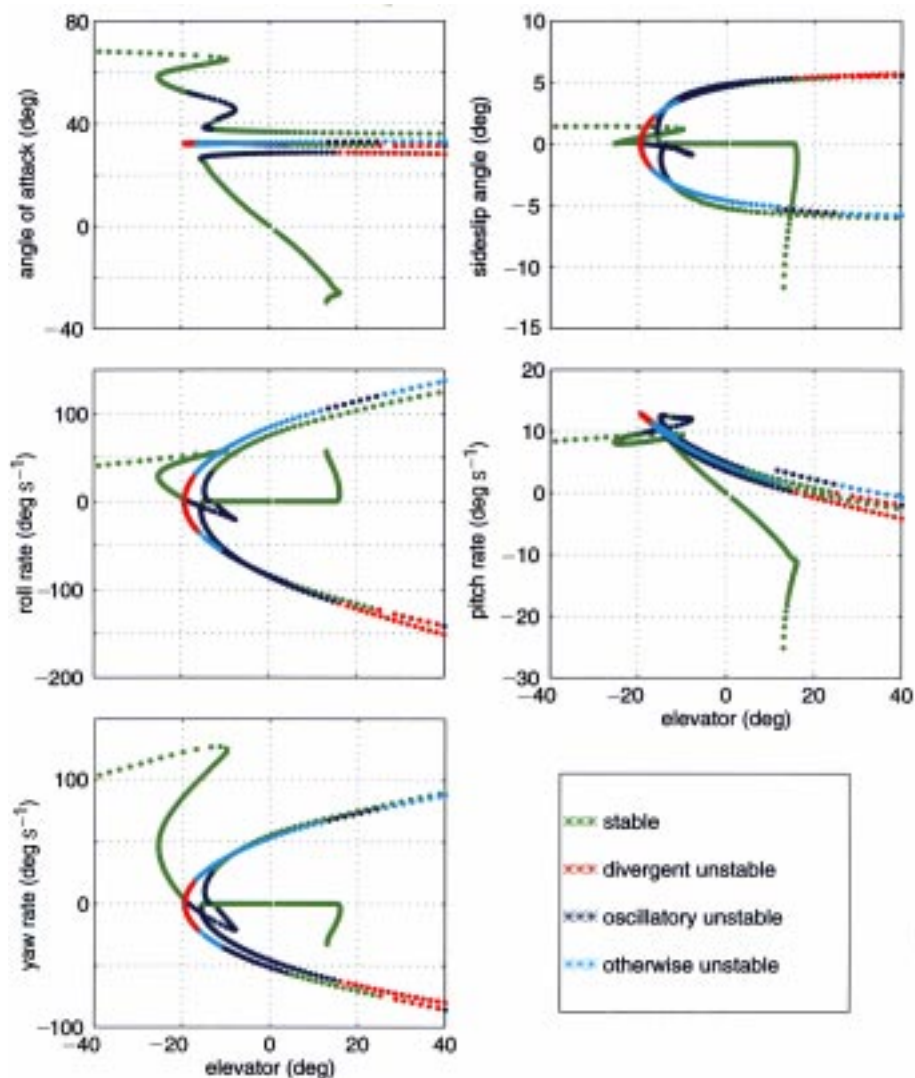 80
40
0
−40
angle of attack (deg)
10
5
0
−5
−10
−15
sideslip angle (deg)
100
0
−100
−200
roll rate (deg s⁻¹)
20
10
0
−10
−20
−30
pitch rate (deg s⁻¹)
−40 −20 0 20 40
elevator (deg)
100
0
−100
yaw rate (deg s⁻¹)
−40 −20 0 20 40
elevator (deg)
stable
divergent unstable
oscillatory unstable
otherwise unstable